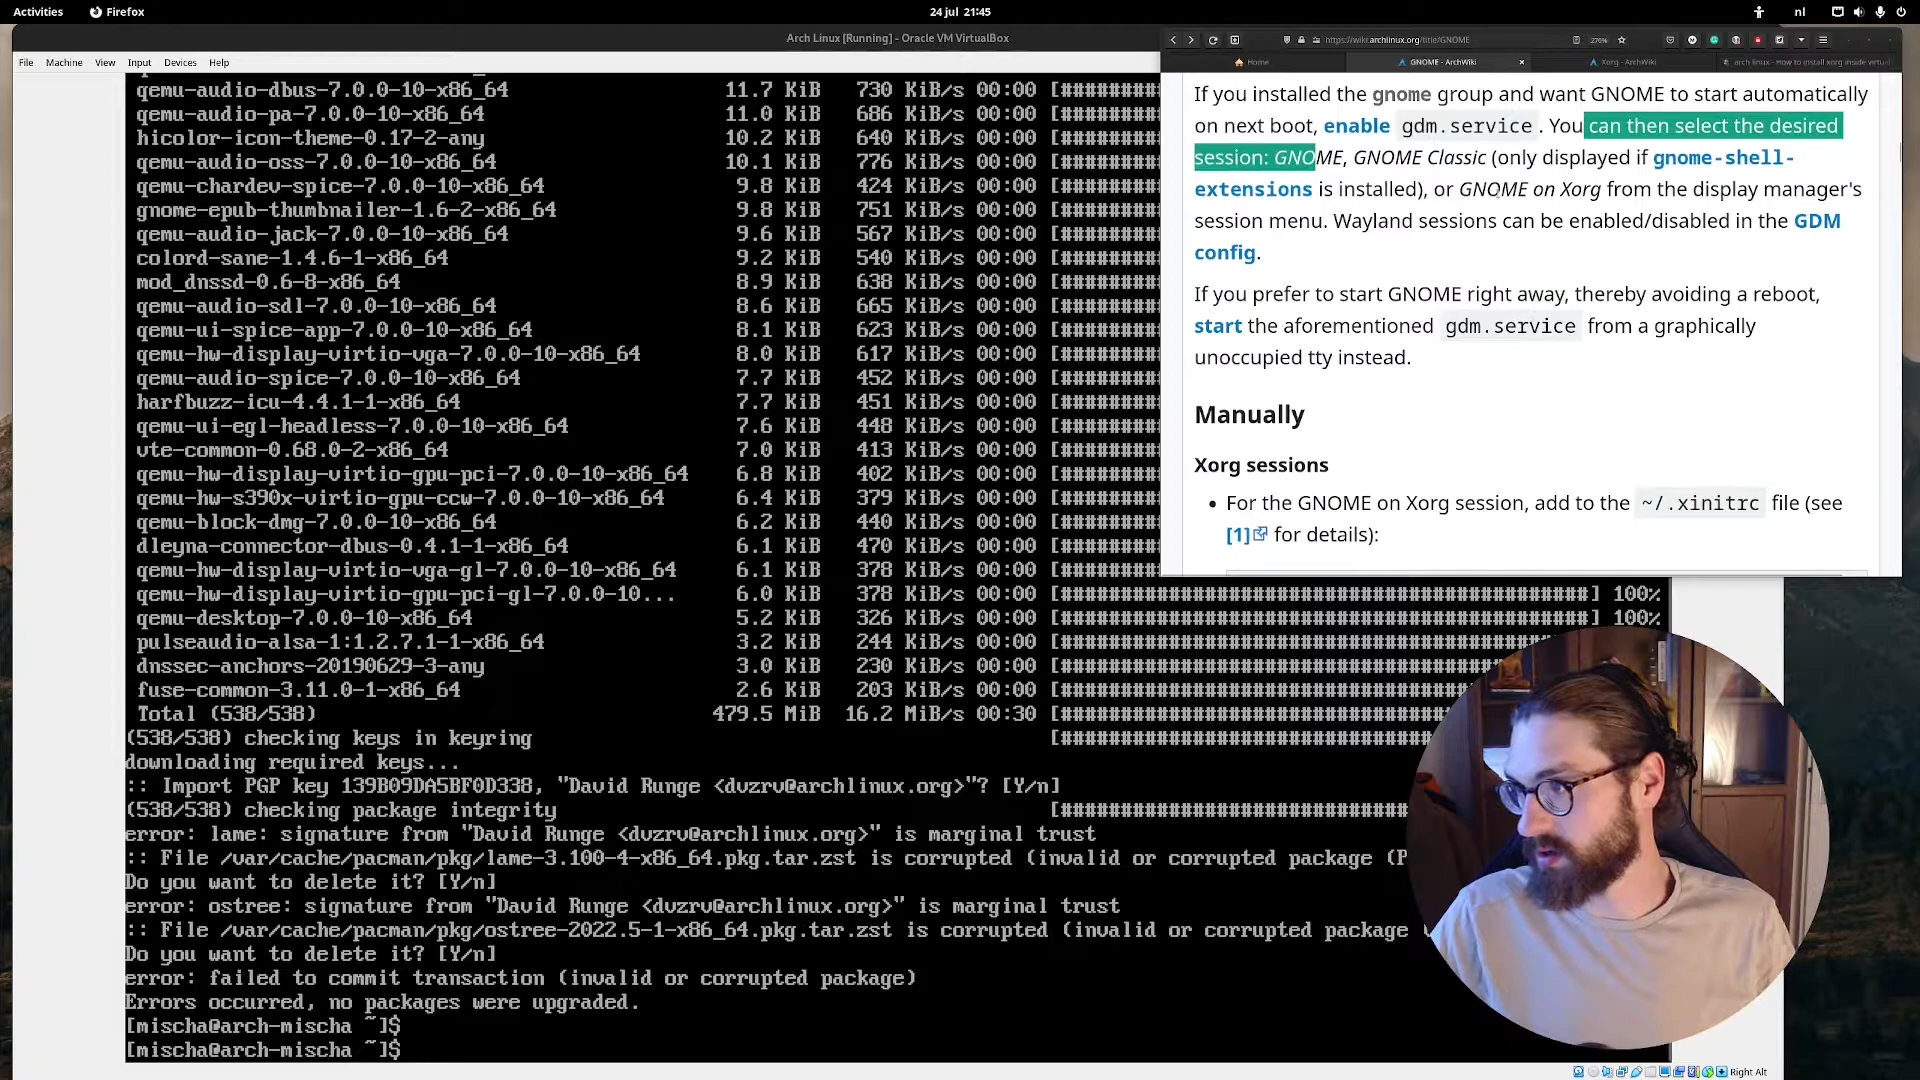 Activities
Firefox
24 jul 21:45
nl
Arch Linux [Running] - Oracle VM VirtualBox
File Machine View Input Devices Help
https://wiki.archlinux.org/title/GNOME
270%
Home
GNOME - ArchWiki
Xorg - ArchWiki
arch linux - How to install xorg inside virtual
qemu-audio-dbus-7.0.0-10-x86_64 11.7 KiB 730 KiB/s 00:00 [#########
qemu-audio-pa-7.0.0-10-x86_64 11.0 KiB 686 KiB/s 00:00 [#########
hicolor-icon-theme-0.17-2-any 10.2 KiB 640 KiB/s 00:00 [#########
qemu-audio-oss-7.0.0-10-x86_64 10.1 KiB 776 KiB/s 00:00 [#########
qemu-chardev-spice-7.0.0-10-x86_64 9.8 KiB 424 KiB/s 00:00 [#########
gnome-epub-thumbnailer-1.6-2-x86_64 9.8 KiB 751 KiB/s 00:00 [#########
qemu-audio-jack-7.0.0-10-x86_64 9.6 KiB 567 KiB/s 00:00 [#########
colord-sane-1.4.6-1-x86_64 9.2 KiB 540 KiB/s 00:00 [#########
mod_dnssd-0.6-8-x86_64 8.9 KiB 638 KiB/s 00:00 [#########
qemu-audio-sdl-7.0.0-10-x86_64 8.6 KiB 665 KiB/s 00:00 [#########
qemu-ui-spice-app-7.0.0-10-x86_64 8.1 KiB 623 KiB/s 00:00 [#########
qemu-hw-display-virtio-vga-7.0.0-10-x86_64 8.0 KiB 617 KiB/s 00:00 [#########
qemu-audio-spice-7.0.0-10-x86_64 7.7 KiB 452 KiB/s 00:00 [#########
harfbuzz-icu-4.4.1-1-x86_64 7.7 KiB 451 KiB/s 00:00 [#########
qemu-ui-egl-headless-7.0.0-10-x86_64 7.6 KiB 448 KiB/s 00:00 [#########
vte-common-0.68.0-2-x86_64 7.0 KiB 413 KiB/s 00:00 [#########
qemu-hw-display-virtio-gpu-pci-7.0.0-10-x86_64 6.8 KiB 402 KiB/s 00:00 [#########
qemu-hw-s390x-virtio-gpu-ccw-7.0.0-10-x86_64 6.4 KiB 379 KiB/s 00:00 [#########
qemu-block-dmg-7.0.0-10-x86_64 6.2 KiB 440 KiB/s 00:00 [#########
dleyna-connector-dbus-0.4.1-1-x86_64 6.1 KiB 470 KiB/s 00:00 [#########
qemu-hw-display-virtio-vga-gl-7.0.0-10-x86_64 6.1 KiB 378 KiB/s 00:00 [#########
qemu-hw-display-virtio-gpu-pci-gl-7.0.0-10... 6.0 KiB 378 KiB/s 00:00 [############################################] 100%
qemu-desktop-7.0.0-10-x86_64 5.2 KiB 326 KiB/s 00:00 [############################################] 100%
pulseaudio-alsa-1:1.2.7.1-1-x86_64 3.2 KiB 244 KiB/s 00:00 [#####################################
dnssec-anchors-20190629-3-any 3.0 KiB 230 KiB/s 00:00 [#####################################
fuse-common-3.11.0-1-x86_64 2.6 KiB 203 KiB/s 00:00 [##################################
Total (538/538) 479.5 MiB 16.2 MiB/s 00:30 [################################
(538/538) checking keys in keyring [###############################
downloading required keys...
:: Import PGP key 139B09DA5BF0D338, "David Runge <dvzrv@archlinux.org>"? [Y/n]
(538/538) checking package integrity [#############################
error: lame: signature from "David Runge <dvzrv@archlinux.org>" is marginal trust
:: File /var/cache/pacman/pkg/lame-3.100-4-x86_64.pkg.tar.zst is corrupted (invalid or corrupted package (P
Do you want to delete it? [Y/n]
error: ostree: signature from "David Runge <dvzrv@archlinux.org>" is marginal trust
:: File /var/cache/pacman/pkg/ostree-2022.5-1-x86_64.pkg.tar.zst is corrupted (invalid or corrupted package
Do you want to delete it? [Y/n]
error: failed to commit transaction (invalid or corrupted package)
Errors occurred, no packages were upgraded.
[mischa@arch-mischa ~]$
[mischa@arch-mischa ~]$
If you installed the gnome group and want GNOME to start automatically
on next boot, enable gdm.service. You can then select the desired
session: GNOME, GNOME Classic (only displayed if gnome-shell-
extensions is installed), or GNOME on Xorg from the display manager's
session menu. Wayland sessions can be enabled/disabled in the GDM
config.
If you prefer to start GNOME right away, thereby avoiding a reboot,
start the aforementioned gdm.service from a graphically
unoccupied tty instead.
Manually
Xorg sessions
• For the GNOME on Xorg session, add to the ~/.xinitrc file (see
[1] for details):
Right Alt